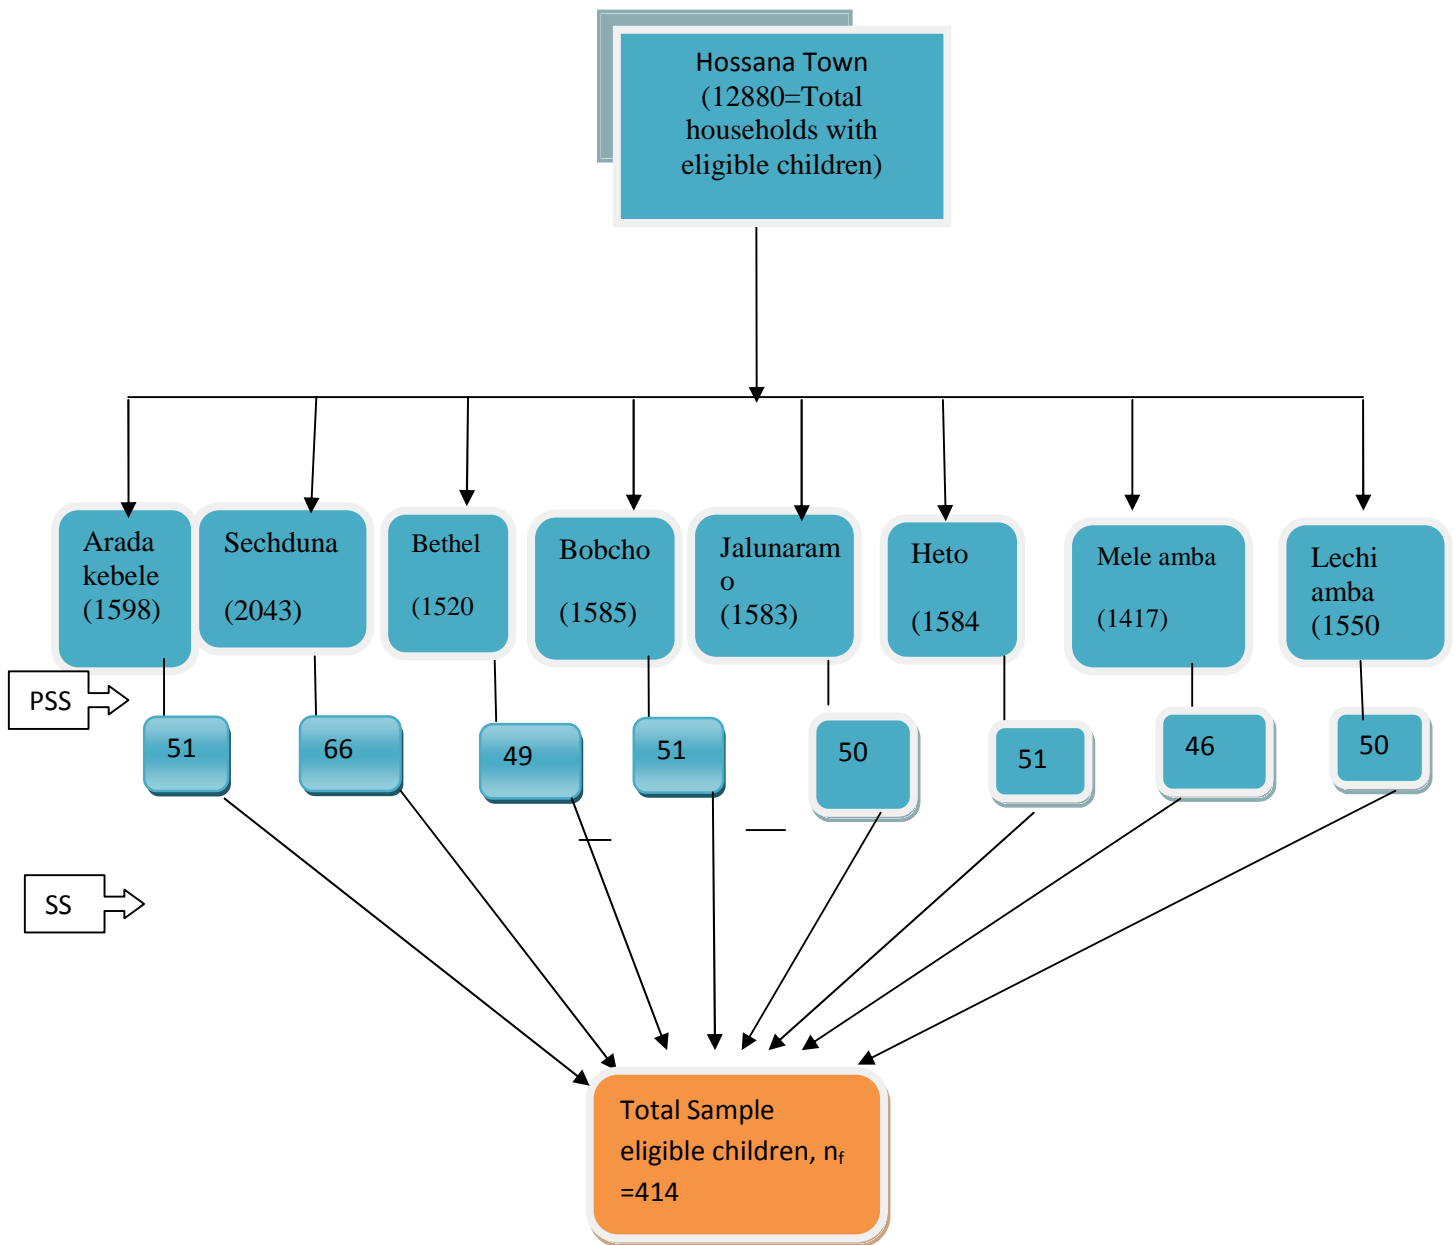 Hossana Town
(12880=Total
households with
eligible children)
Arada
kebele
(1598)
Sechduna
(2043)
Bethel
(1520
Bobcho
(1585)
Jalunaram
o
(1583)
Heto
(1584
Mele amba
(1417)
Lechi
amba
(1550
PSS
51
66
49
51
50
51
46
50
SS
Total Sample
eligible children, nf
=414